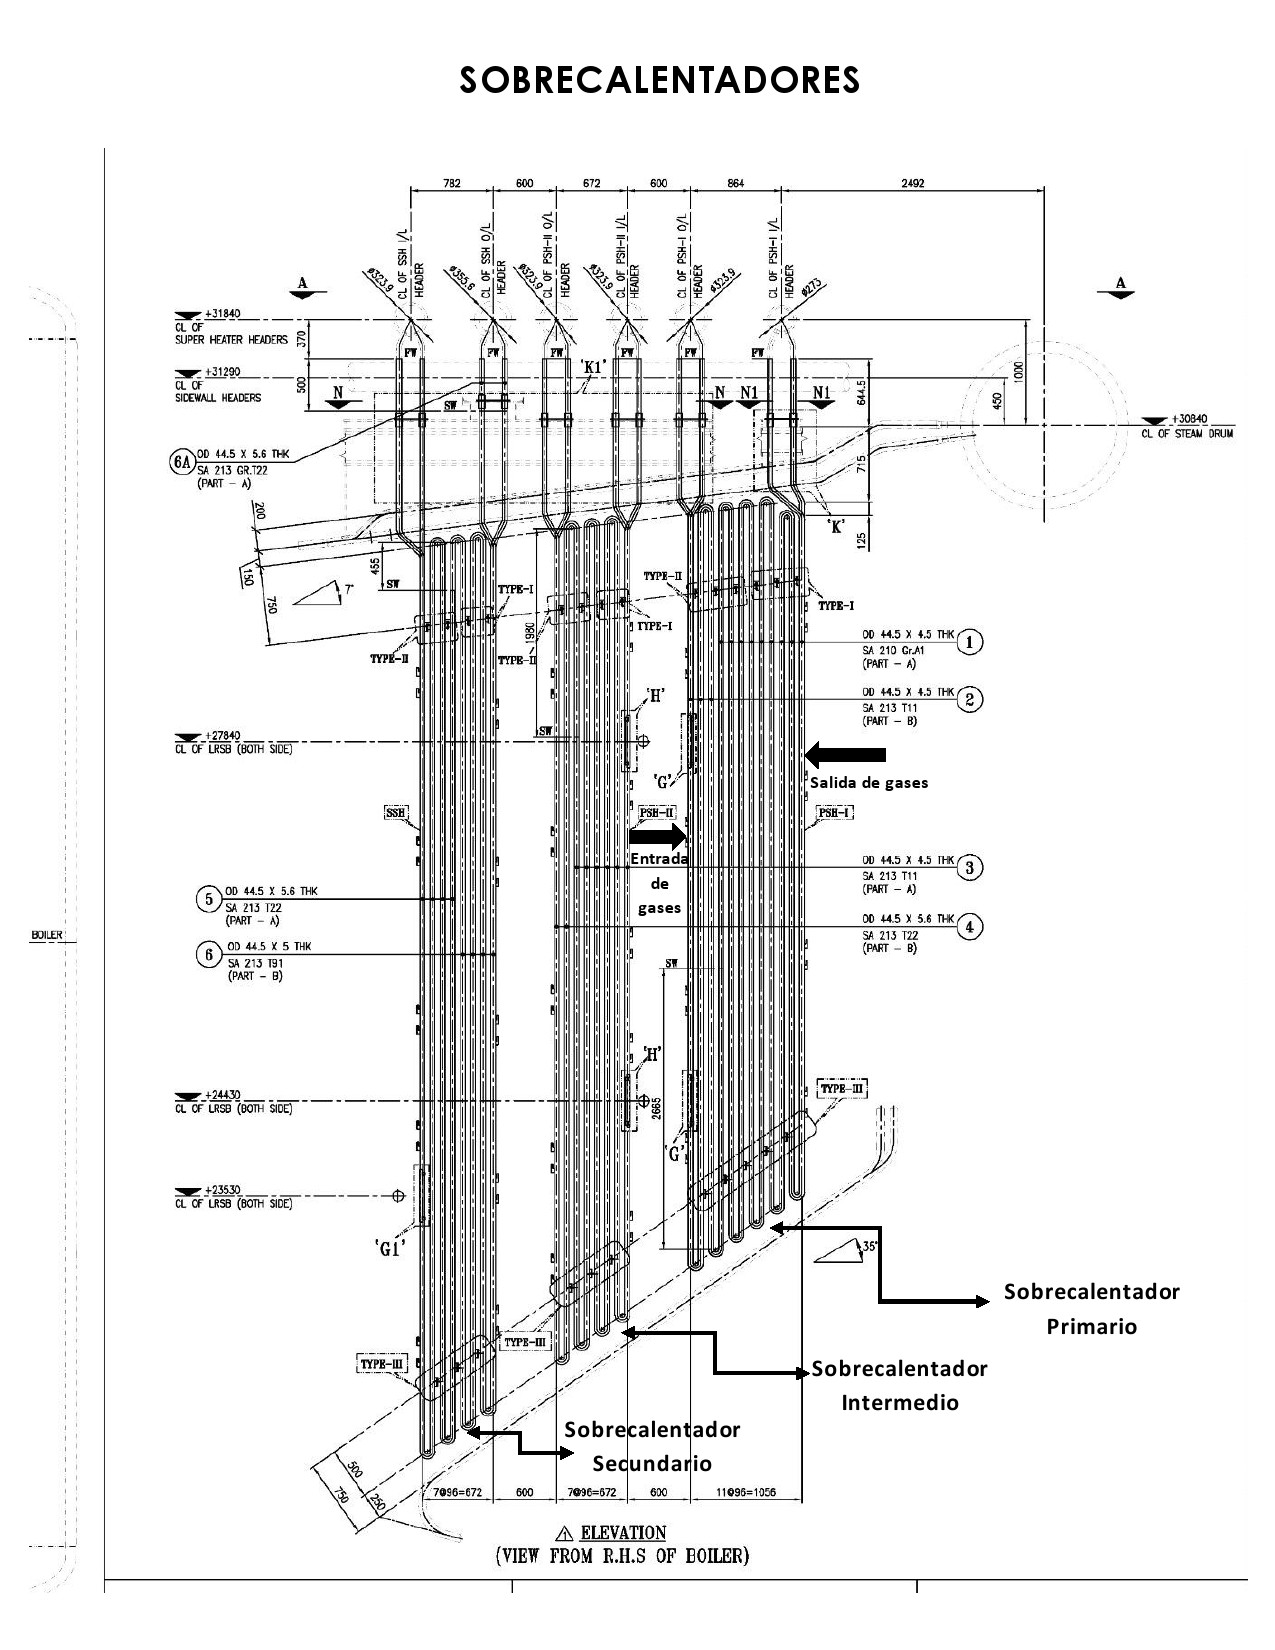 SOBRECALENTADORES
782
600
672
600
864
2492
CL OF SSH I/L
HEADER
CL OF SSH O/L
HEADER
CL OF PSH-II O/L
HEADER
CL OF PSH-II I/L
HEADER
CL OF PSH-I O/L
HEADER
CL OF PSH-I I/L
HEADER
ø323.9
ø355.6
ø323.9
ø323.9
ø323.9
ø273
A
A
+31840
CL OF
SUPER HEATER HEADERS
370
FW
FW
FW
FW
FW
FW
1000
+31290
CL OF
SIDEWALL HEADERS
500
'K1'
N
SW
N
N1
N1
644.5
450
+30840
CL OF STEAM DRUM
6A
OD 44.5 X 5.6 THK
SA 213 GR.T22
(PART - A)
715
200
'K'
125
150
455
750
7°
SW
TYPE-I
TYPE-II
1980
TYPE-I
TYPE-II
TYPE-II
TYPE-I
OD 44.5 X 4.5 THK
SA 210 Gr.A1
(PART - A)
1
OD 44.5 X 4.5 THK
SA 213 T11
(PART - B)
2
'H'
+27840
CL OF LRSB (BOTH SIDE)
SW
'G'
Salida de gases
SSH
PSH-II
PSH-I
Entrada
de
gases
OD 44.5 X 4.5 THK
SA 213 T11
(PART - A)
3
5
OD 44.5 X 5.6 THK
SA 213 T22
(PART - A)
OD 44.5 X 5.6 THK
SA 213 T22
(PART - B)
4
BOILER
6
OD 44.5 X 5 THK
SA 213 T91
(PART - B)
SW
'H'
2665
+24430
CL OF LRSB (BOTH SIDE)
TYPE-III
'G'
+23530
CL OF LRSB (BOTH SIDE)
'G1'
35°
Sobrecalentador
Primario
TYPE-III
TYPE-III
Sobrecalentador
Intermedio
Sobrecalentador
Secundario
500
750
250
7@96=672
600
7@96=672
600
11@96=1056
1 ELEVATION
(VIEW FROM R.H.S OF BOILER)